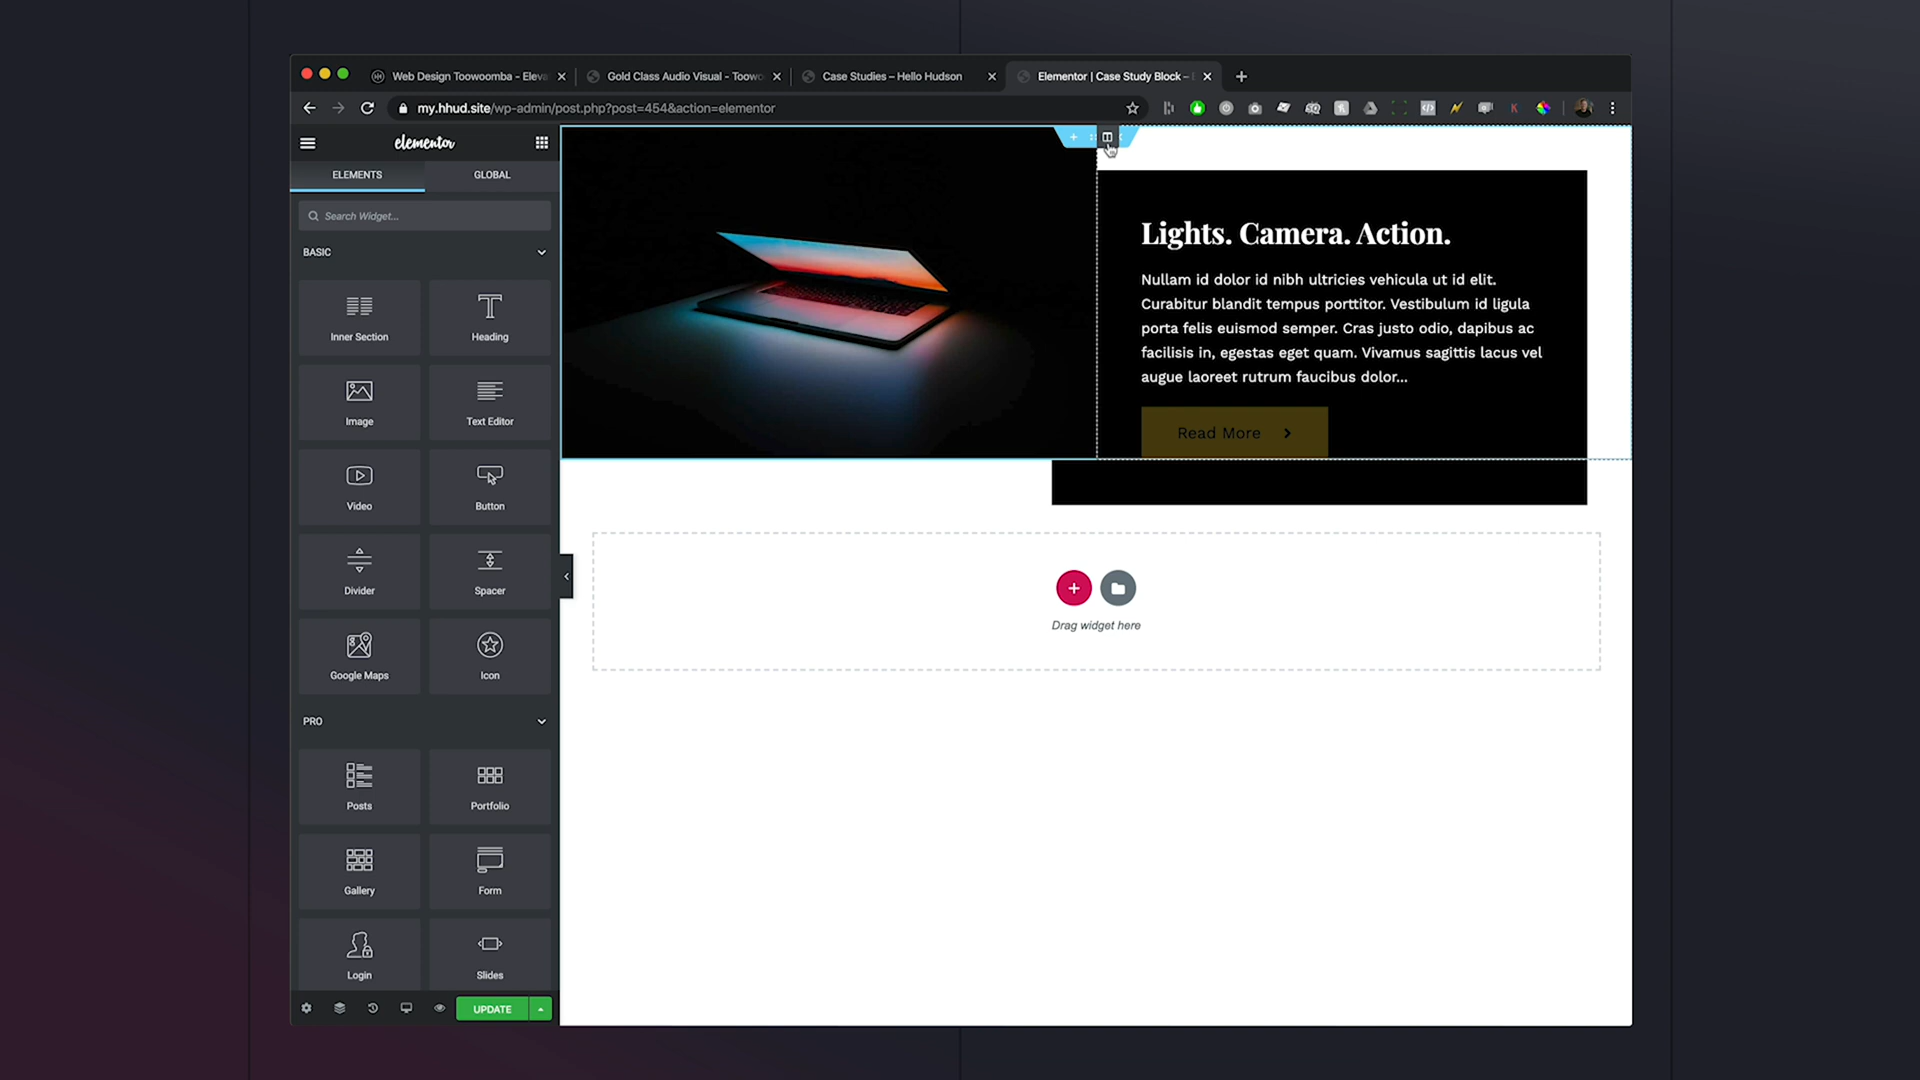 Web Design Toowoomba - Eleva
Gold Class Audio Visual - Toowo
Case Studies – Hello Hudson
Elementor | Case Study Block –
my.hhud.site/wp-admin/post.php?post=454&action=elementor
elementor
ELEMENTS
GLOBAL
Search Widget...
BASIC
Inner Section
Heading
Image
Text Editor
Video
Button
Divider
Spacer
Google Maps
Icon
PRO
Posts
Portfolio
Gallery
Form
Login
Slides
UPDATE
Lights. Camera. Action.
Nullam id dolor id nibh ultricies vehicula ut id elit.
Curabitur blandit tempus porttitor. Vestibulum id ligula
porta felis euismod semper. Cras justo odio, dapibus ac
facilisis in, egestas eget quam. Vivamus sagittis lacus vel
augue laoreet rutrum faucibus dolor...
Read More
Drag widget here